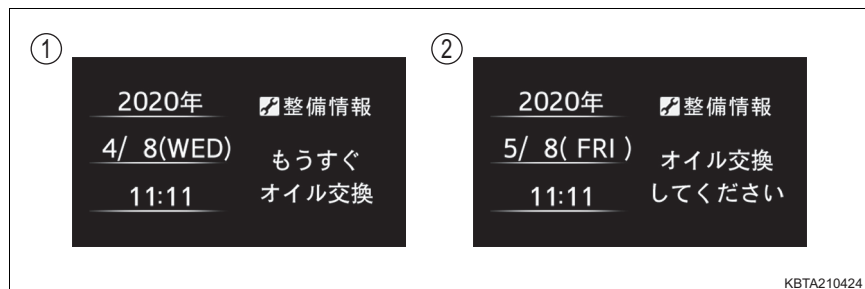 ①
2020年
4/ 8(WED)
11:11
整備情報
もうすぐ
オイル交換
②
2020年
5/ 8( FRI )
11:11
整備情報
オイル交換
してください
KBTA210424